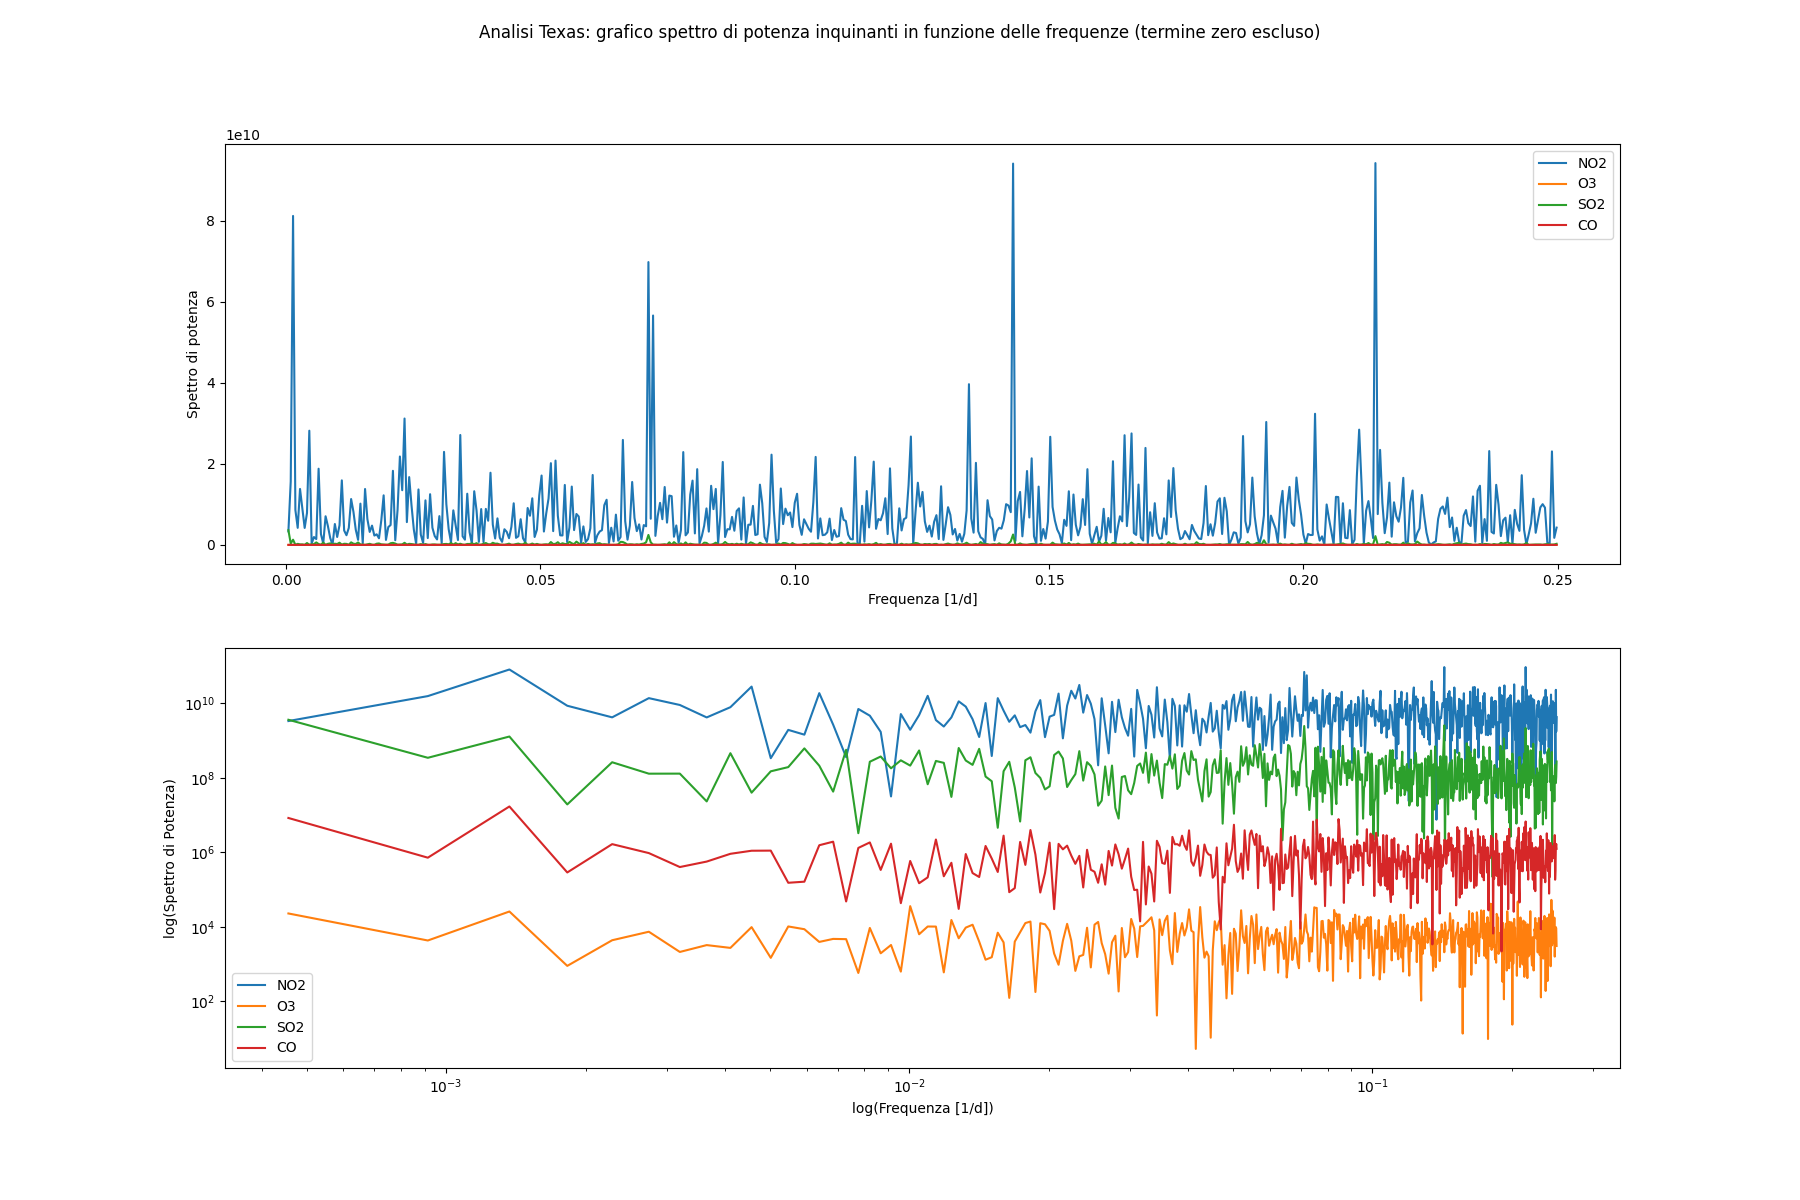 Analisi Texas: grafico spettro di potenza inquinanti in funzione delle frequenze (termine zero escluso)
1e10
NO2
O3
SO2
CO
8
6
4
2
0
Spettro di potenza
0.00 0.05 0.10 0.15 0.20 0.25
Frequenza [1/d]
10^10
10^8
10^6
10^4
10^2
log(Spettro di Potenza)
NO2
O3
SO2
CO
10^-3 10^-2 10^-1
log(Frequenza [1/d])